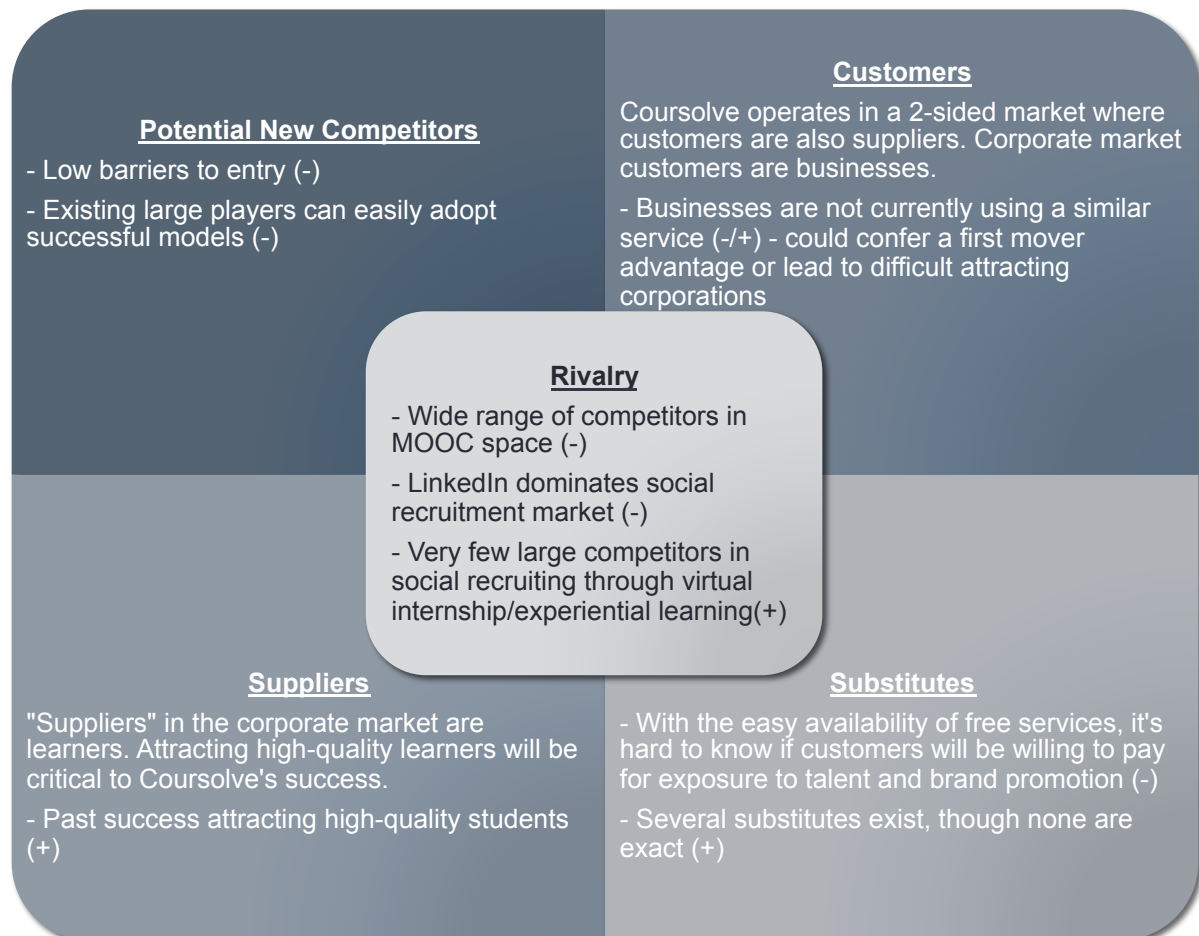 Potential New Competitors
- Low barriers to entry (-)
- Existing large players can easily adopt
successful models (-)
Customers
Coursolve operates in a 2-sided market where
customers are also suppliers. Corporate market
customers are businesses.
- Businesses are not currently using a similar
service (-/+) - could confer a first mover
advantage or lead to difficult attracting
corporations
Rivalry
- Wide range of competitors in
MOOC space (-)
- LinkedIn dominates social
recruitment market (-)
- Very few large competitors in
social recruiting through virtual
internship/experiential learning(+)
Suppliers
"Suppliers" in the corporate market are
learners. Attracting high-quality learners will be
critical to Coursolve's success.
- Past success attracting high-quality students
(+)
Substitutes
- With the easy availability of free services, it's
hard to know if customers will be willing to pay
for exposure to talent and brand promotion (-)
- Several substitutes exist, though none are
exact (+)